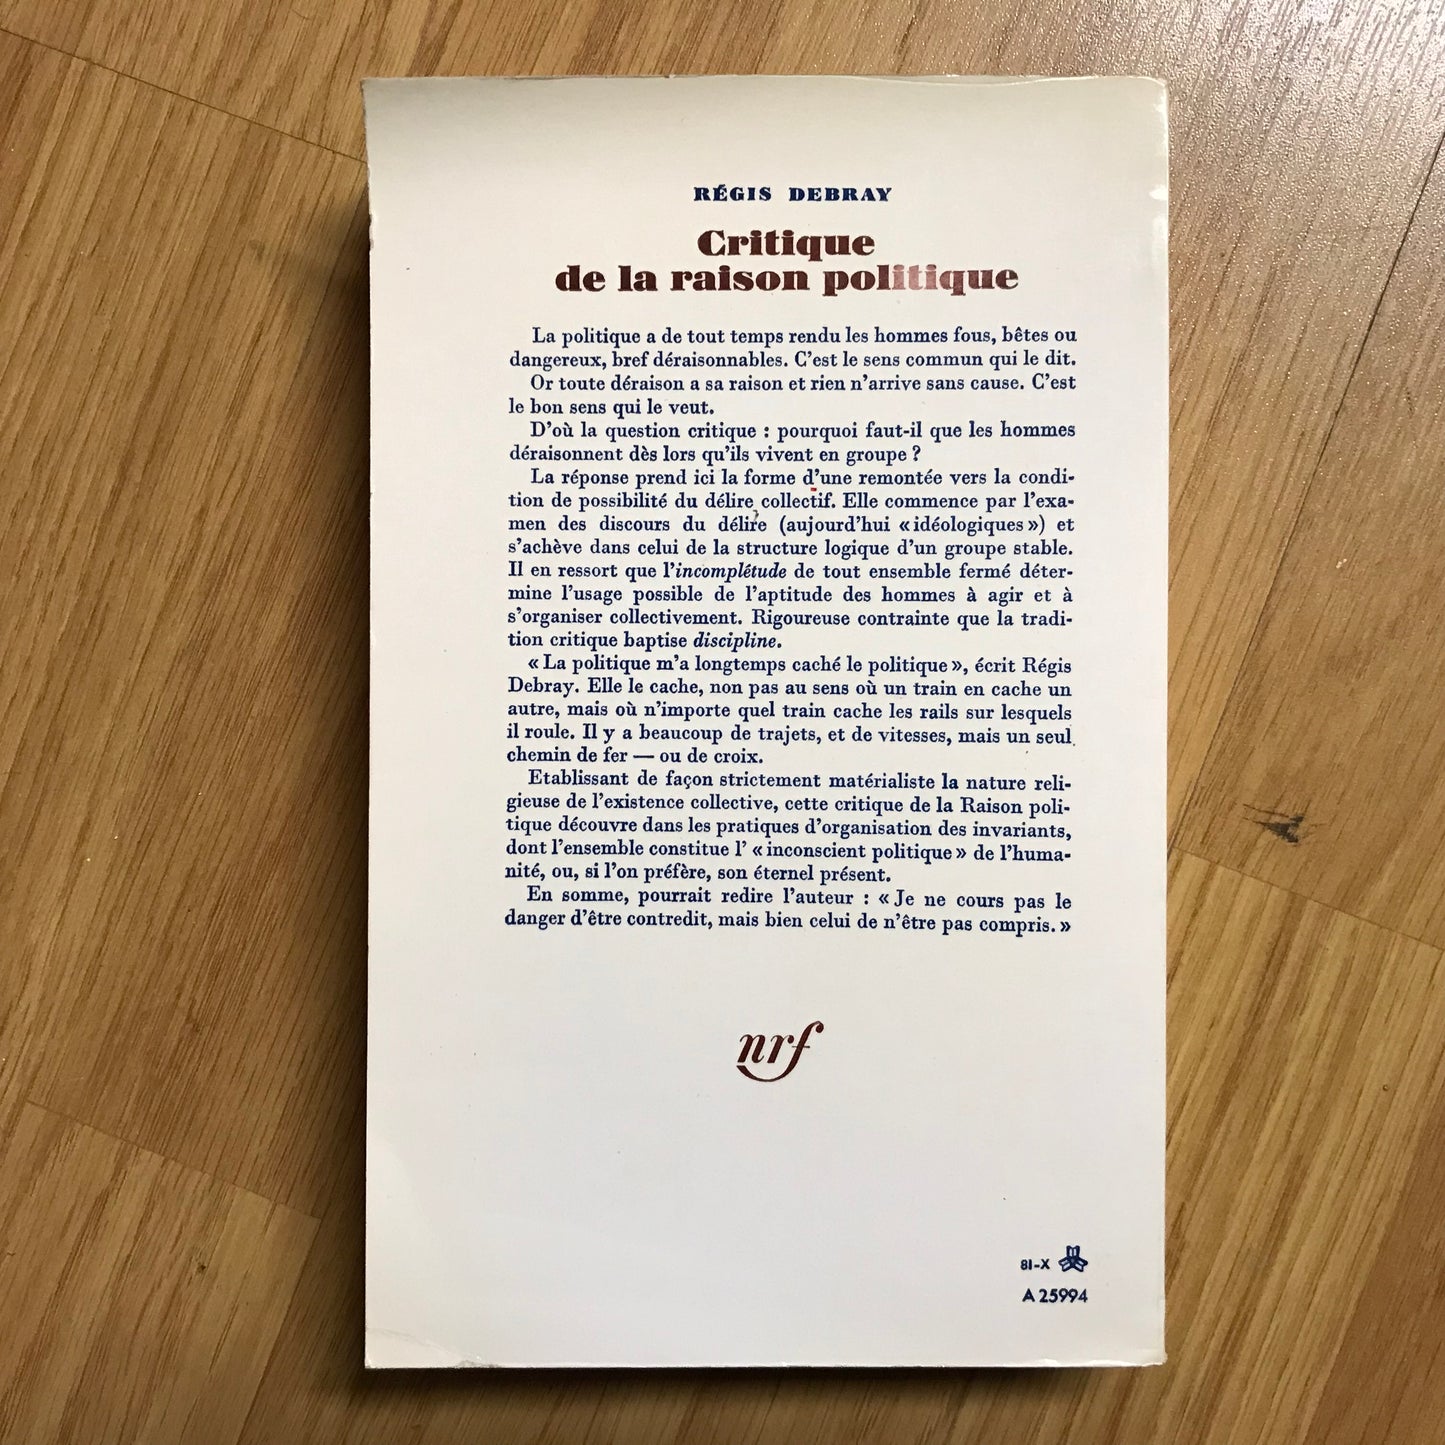 RÉGIS DEBRAY
Critique
de la raison politique
La politique a de tout temps rendu les hommes fous, bêtes ou
dangereux, bref déraisonnables. C'est le sens commun qui le dit.
Or toute déraison a sa raison et rien n'arrive sans cause. C'est
le bon sens qui le veut.
D'où la question critique : pourquoi faut-il que les hommes
déraisonnent dès lors qu'ils vivent en groupe ?
La réponse prend ici la forme d'une remontée vers la condi-
tion de possibilité du délire collectif. Elle commence par l'exa-
men des discours du délire (aujourd'hui « idéologiques ») et
s'achève dans celui de la structure logique d'un groupe stable.
Il en ressort que l'incomplétude de tout ensemble fermé déter-
mine l'usage possible de l'aptitude des hommes à agir et à
s'organiser collectivement. Rigoureuse contrainte que la tradi-
tion critique baptise discipline.
« La politique m'a longtemps caché le politique », écrit Régis
Debray. Elle le cache, non pas au sens où un train en cache un
autre, mais où n'importe quel train cache les rails sur lesquels
il roule. Il y a beaucoup de trajets, et de vitesses, mais un seul
chemin de fer — ou de croix.
Etablissant de façon strictement matérialiste la nature reli-
gieuse de l'existence collective, cette critique de la Raison poli-
tique découvre dans les pratiques d'organisation des invariants,
dont l'ensemble constitue l' « inconscient politique » de l'huma-
nité, ou, si l'on préfère, son éternel présent.
En somme, pourrait redire l'auteur : « Je ne cours pas le
danger d'être contredit, mais bien celui de n'être pas compris. »
nrf
81-X
A 25994